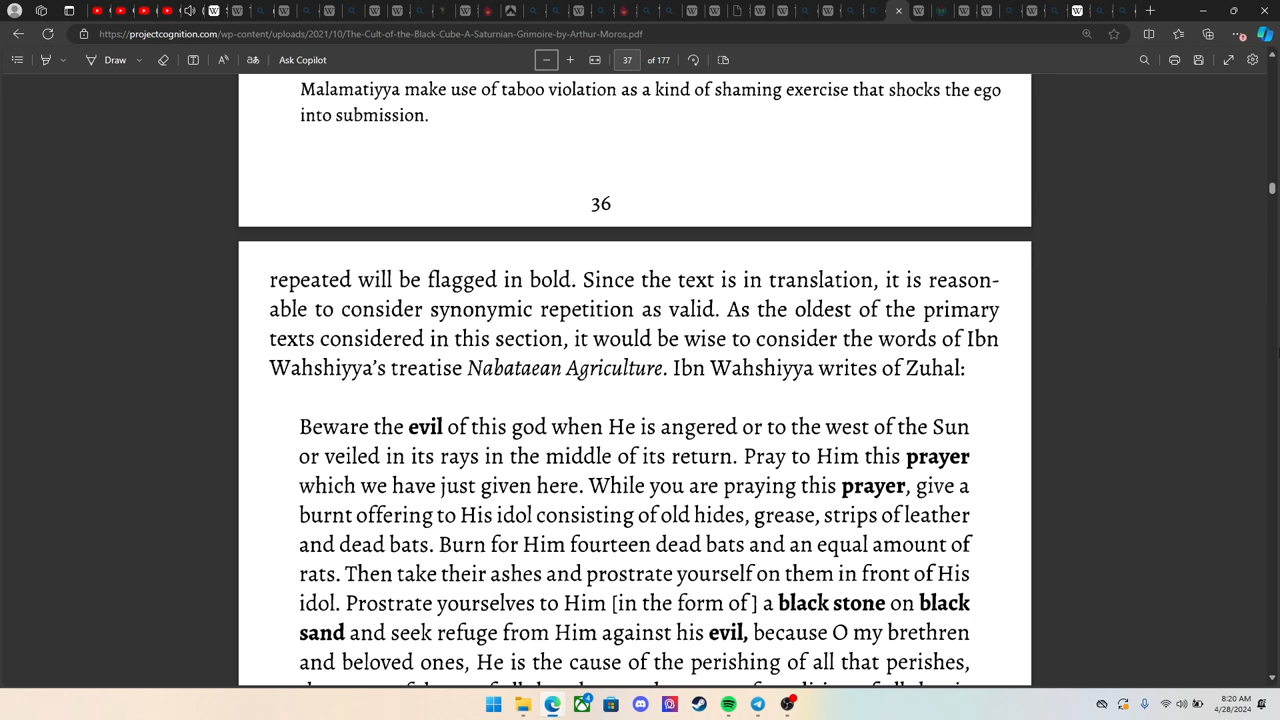 https://projectcognition.com/wp-content/uploads/2021/10/The-Cult-of-the-Black-Cube-A-Saturnian-Grimoire-by-Arthur-Moros.pdf
Draw
Ask Copilot
37 of 177
Malamatiyya make use of taboo violation as a kind of shaming exercise that shocks the ego
into submission.
36
repeated will be flagged in bold. Since the text is in translation, it is reason-
able to consider synonymic repetition as valid. As the oldest of the primary
texts considered in this section, it would be wise to consider the words of Ibn
Wahshiyya’s treatise Nabataean Agriculture. Ibn Wahshiyya writes of Zuhal:
Beware the evil of this god when He is angered or to the west of the Sun
or veiled in its rays in the middle of its return. Pray to Him this prayer
which we have just given here. While you are praying this prayer, give a
burnt offering to His idol consisting of old hides, grease, strips of leather
and dead bats. Burn for Him fourteen dead bats and an equal amount of
rats. Then take their ashes and prostrate yourself on them in front of His
idol. Prostrate yourselves to Him [in the form of] a black stone on black
sand and seek refuge from Him against his evil, because O my brethren
and beloved ones, He is the cause of the perishing of all that perishes,
8:20 AM
4/28/2024